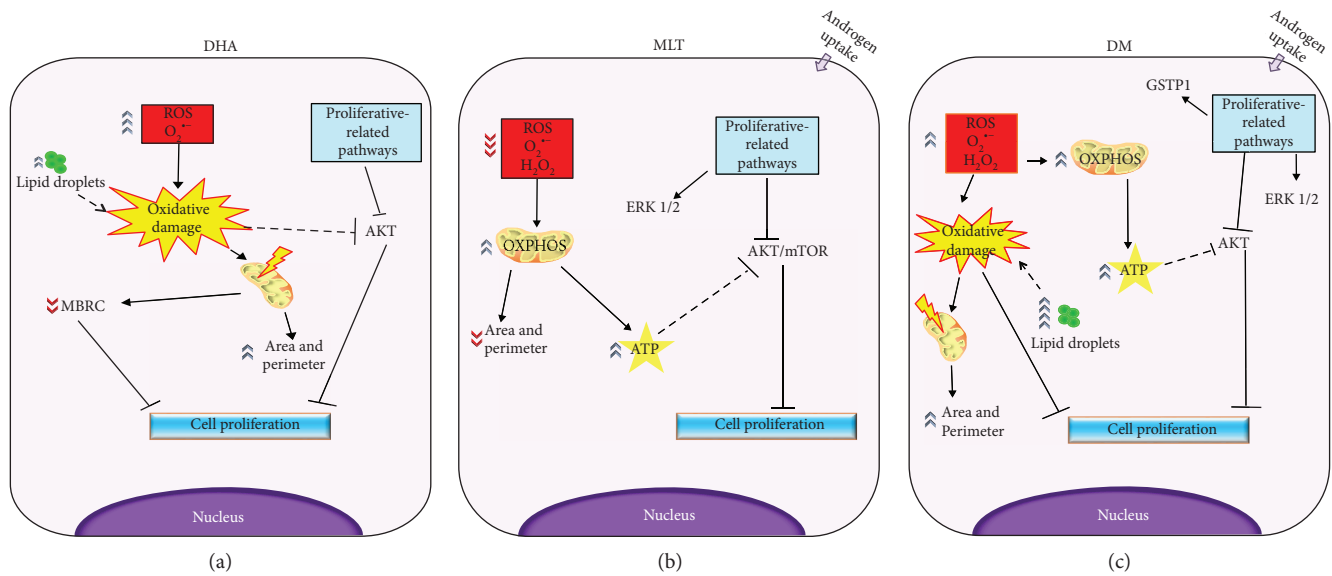 DHA
ROS
O₂•−
Proliferative-
related
pathways
Lipid droplets
Oxidative
damage
AKT
MBRC
Area and
perimeter
Cell proliferation
Nucleus
(a)
MLT
Androgen
uptake
ROS
O₂•−
H₂O₂
Proliferative-
related
pathways
ERK 1/2
OXPHOS
AKT/mTOR
Area and
perimeter
ATP
Cell proliferation
Nucleus
(b)
DM
Androgen
uptake
GSTP1
ROS
O₂•−
H₂O₂
OXPHOS
Proliferative-
related
pathways
ERK 1/2
Oxidative
damage
AKT
ATP
Lipid droplets
Area and
Perimeter
Cell proliferation
Nucleus
(c)